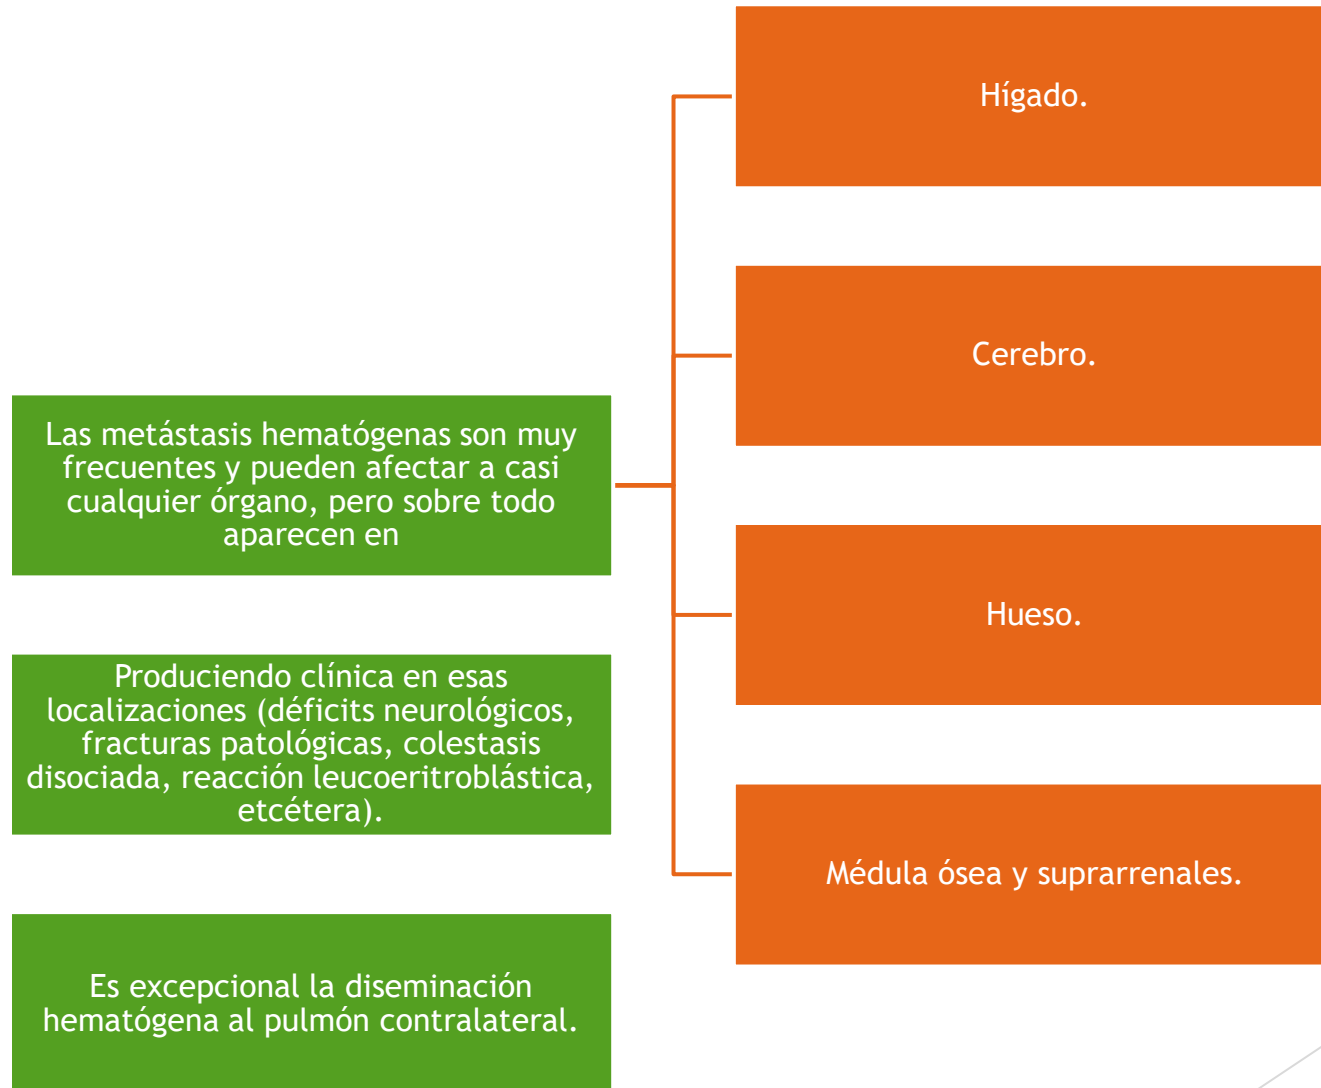 Las metástasis hematógenas son muy
frecuentes y pueden afectar a casi
cualquier órgano, pero sobre todo
aparecen en
Hígado.
Cerebro.
Hueso.
Médula ósea y suprarrenales.
Produciendo clínica en esas
localizaciones (déficits neurológicos,
fracturas patológicas, colestasis
disociada, reacción leucoeritroblástica,
etcétera).
Es excepcional la diseminación
hematógena al pulmón contralateral.